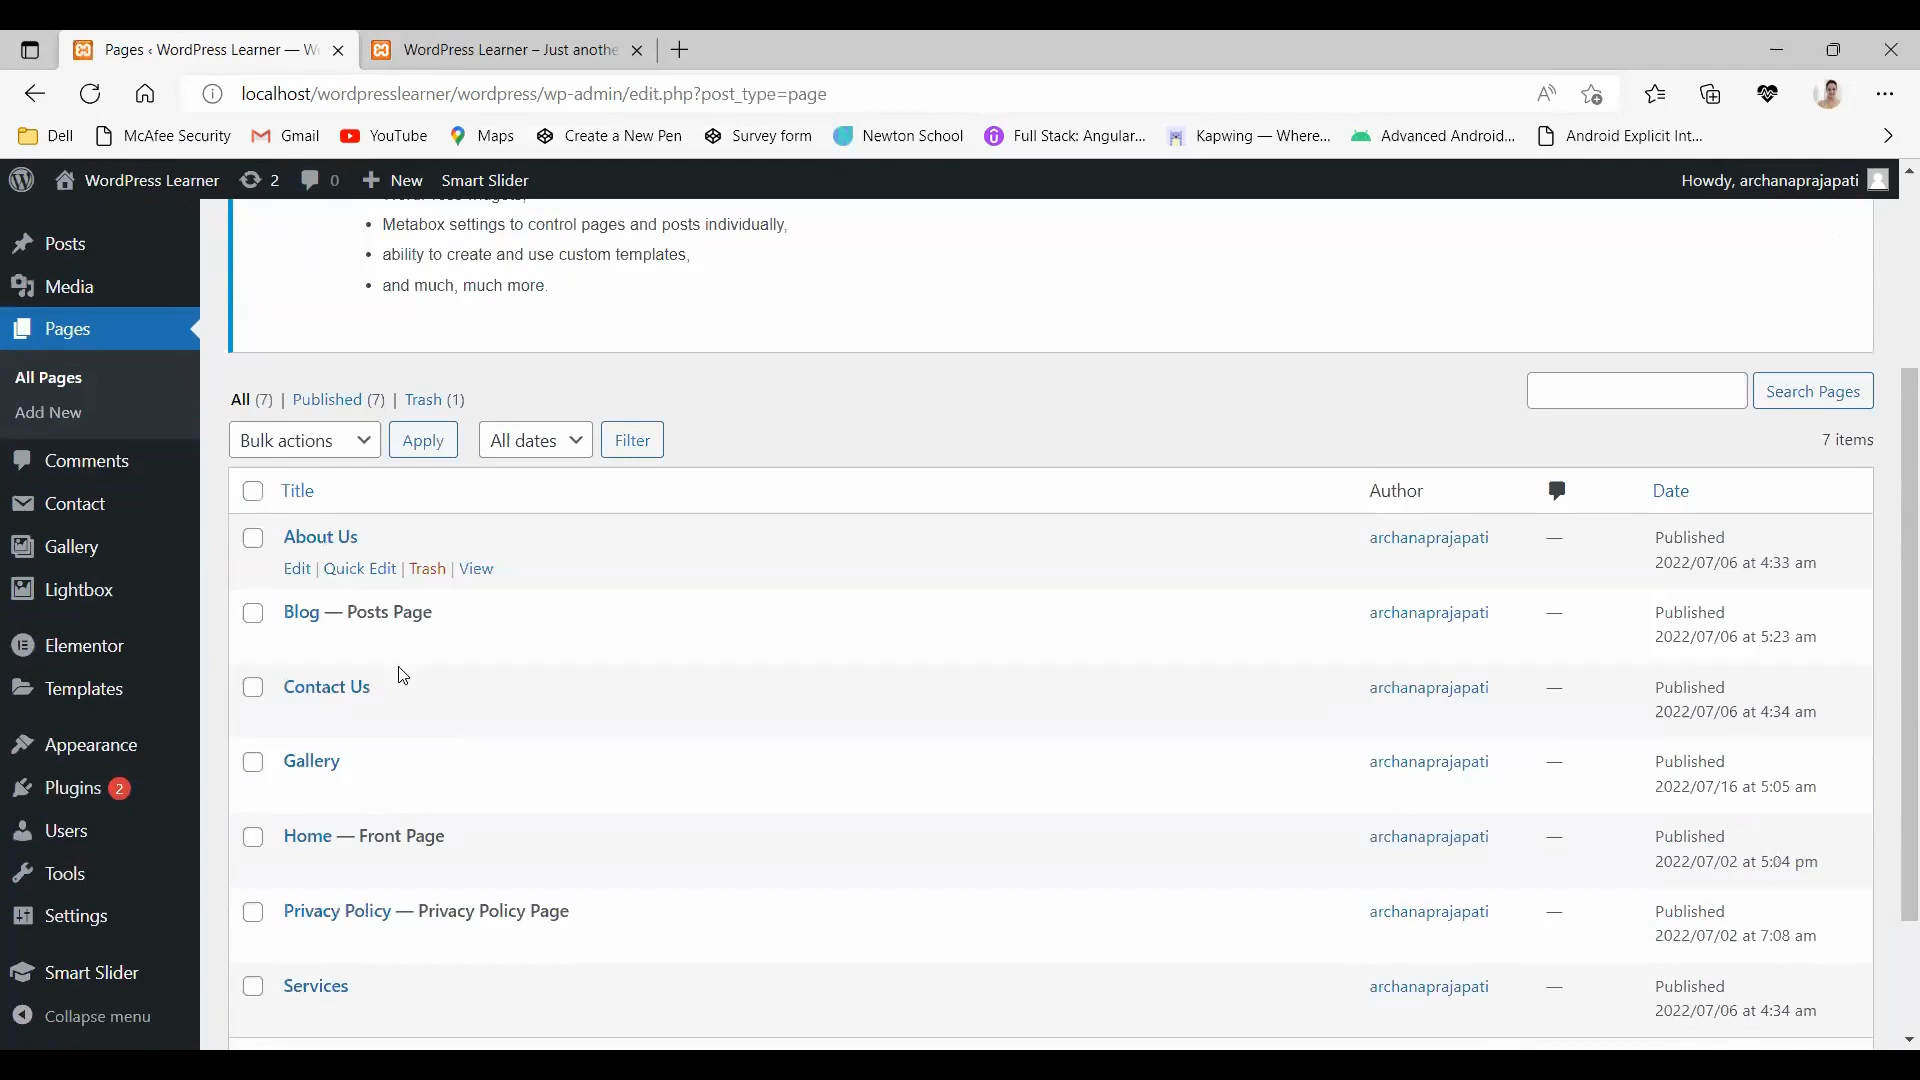 Pages ‹ WordPress Learner — W
WordPress Learner – Just anothe
localhost/wordpresslearner/wordpress/wp-admin/edit.php?post_type=page
Dell
McAfee Security
Gmail
YouTube
Maps
Create a New Pen
Survey form
Newton School
Full Stack: Angular...
Kapwing — Where...
Advanced Android...
Android Explicit Int...
WordPress Learner
2
0
New
Smart Slider
Howdy, archanaprajapati
Posts
Media
Pages
All Pages
Add New
Comments
Contact
Gallery
Lightbox
Elementor
Templates
Appearance
Plugins 2
Users
Tools
Settings
Smart Slider
Collapse menu
• Metabox settings to control pages and posts individually,
• ability to create and use custom templates,
• and much, much more.
All (7) | Published (7) | Trash (1)
Search Pages
Bulk actions
Apply
All dates
Filter
7 items
Title Author Date
About Us archanaprajapati — Published
2022/07/06 at 4:33 am
Edit | Quick Edit | Trash | View
Blog — Posts Page archanaprajapati — Published
2022/07/06 at 5:23 am
Contact Us archanaprajapati — Published
2022/07/06 at 4:34 am
Gallery archanaprajapati — Published
2022/07/16 at 5:05 am
Home — Front Page archanaprajapati — Published
2022/07/02 at 5:04 pm
Privacy Policy — Privacy Policy Page archanaprajapati — Published
2022/07/02 at 7:08 am
Services archanaprajapati — Published
2022/07/06 at 4:34 am